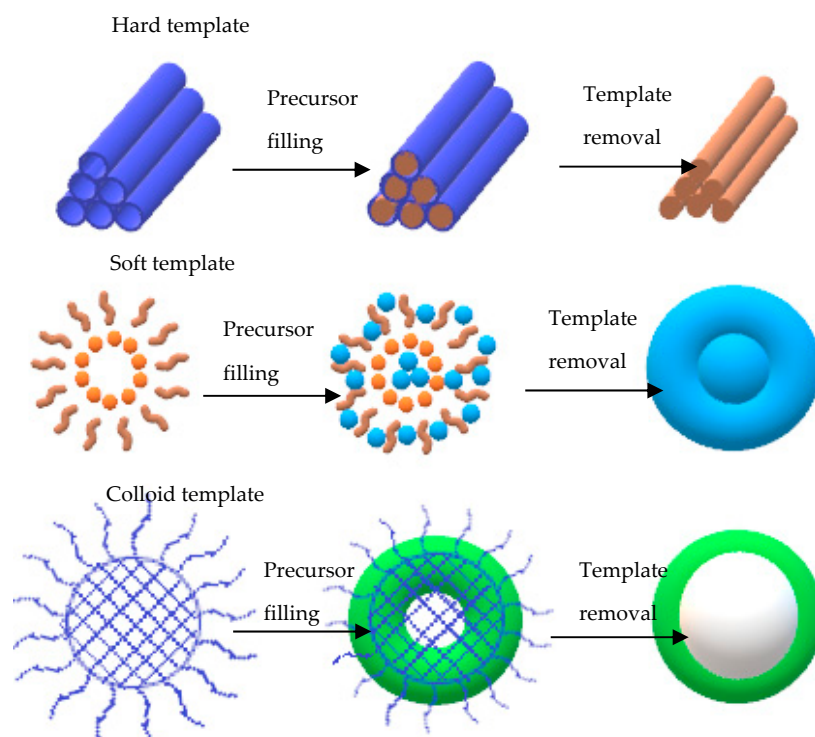 Hard template
Precursor
filling
Template
removal
Soft template
Precursor
filling
Template
removal
Colloid template
Precursor
filling
Template
removal